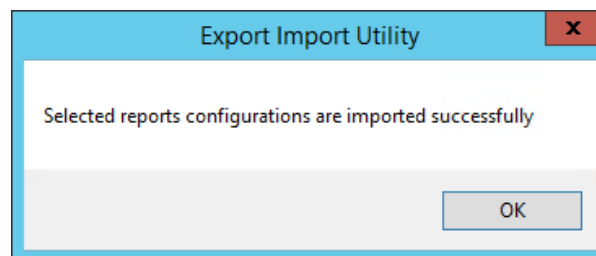 Export Import Utility
x
Selected reports configurations are imported successfully
OK